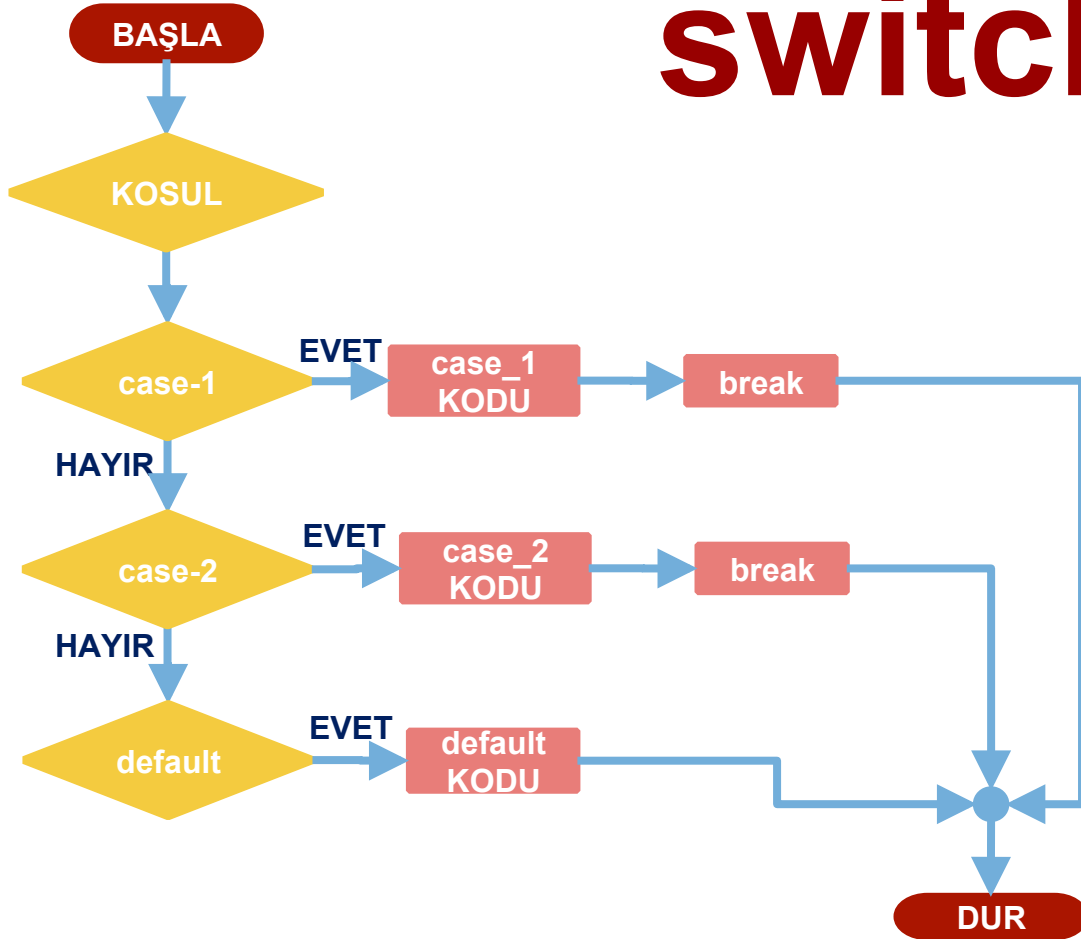 switch
BAŞLA
KOSUL
case-1
EVET
case_1
KODU
break
HAYIR
case-2
EVET
case_2
KODU
break
HAYIR
default
EVET
default
KODU
DUR